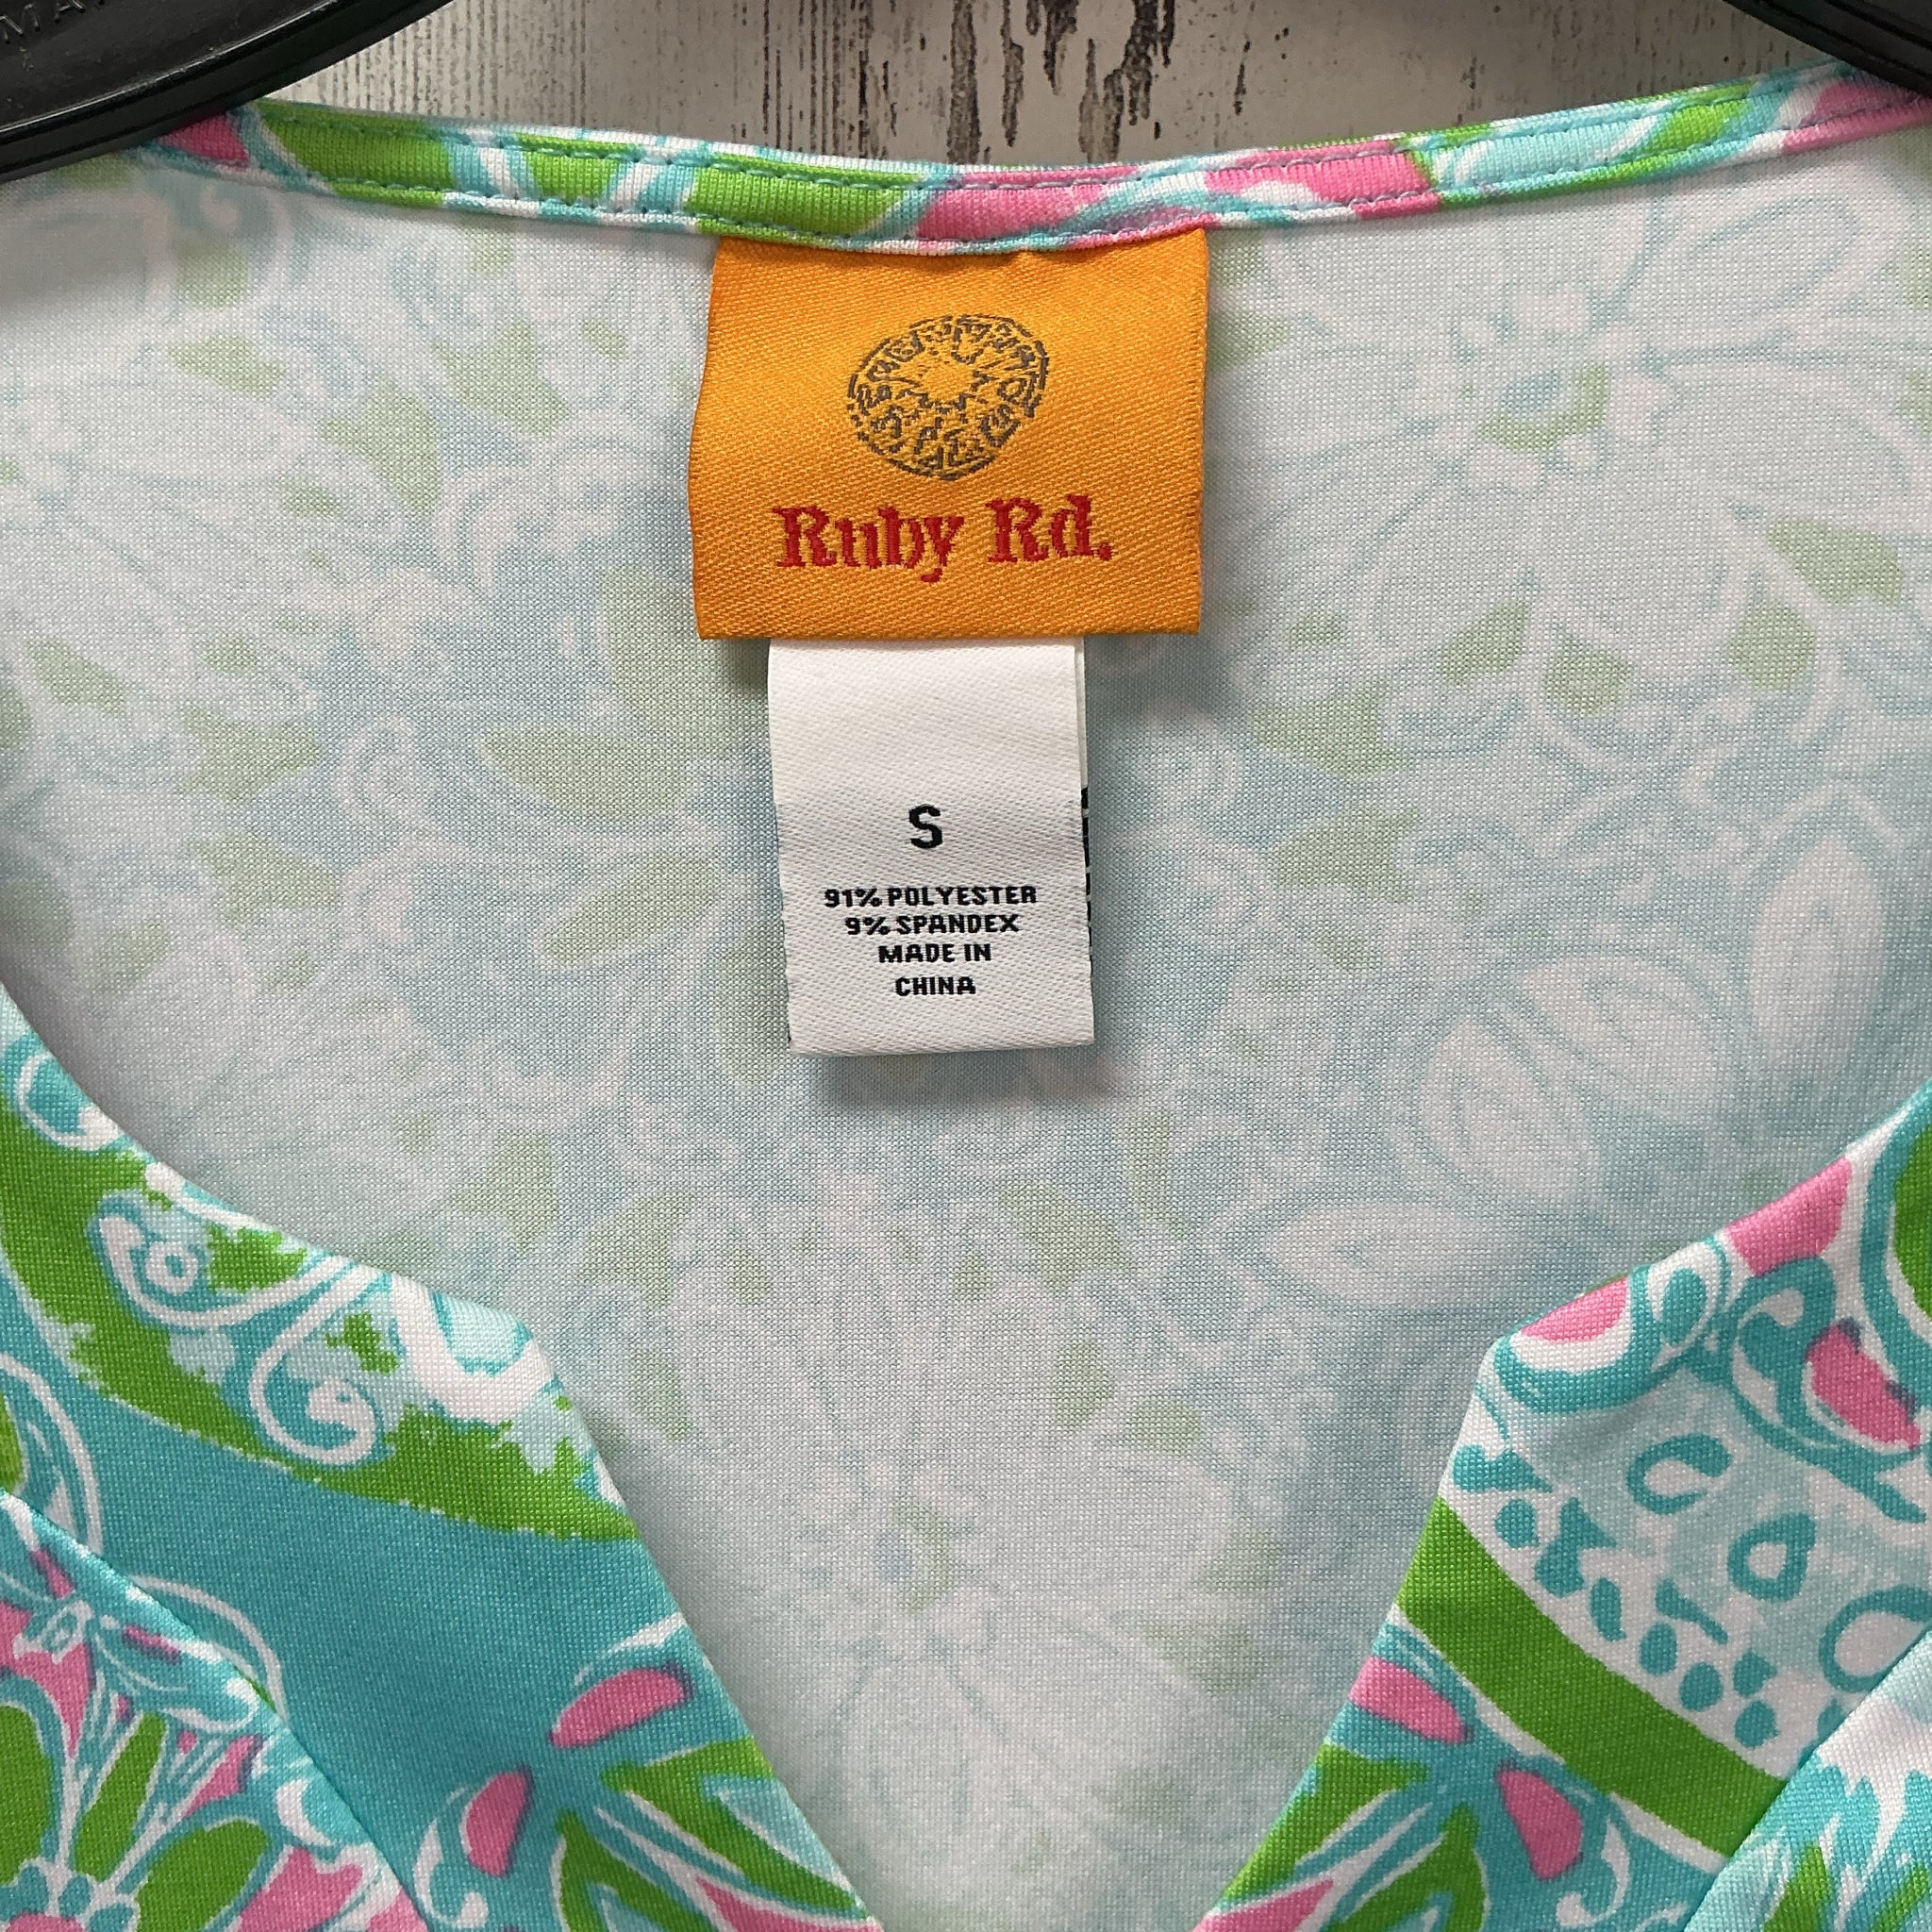 Ruby Rd.
S
91% POLYESTER
9% SPANDEX
MADE IN
CHINA